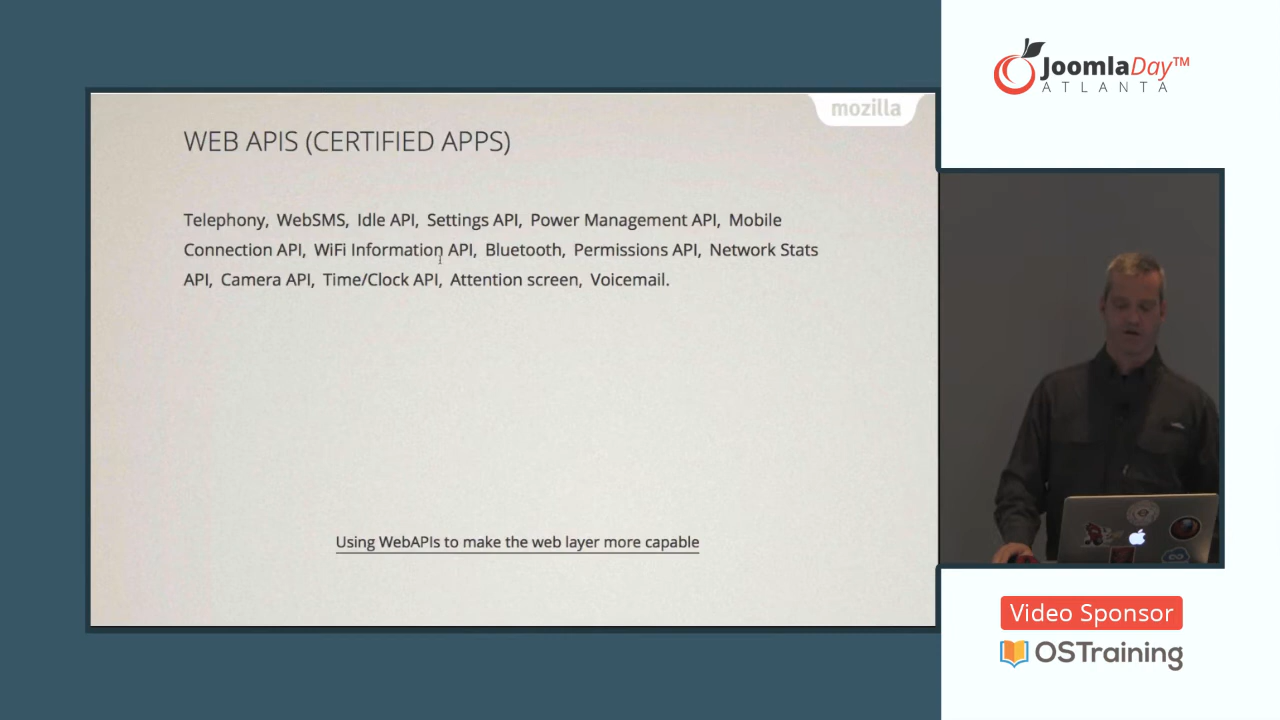 mozilla
WEB APIS (CERTIFIED APPS)
Telephony, WebSMS, Idle API, Settings API, Power Management API, Mobile
Connection API, WiFi Information API, Bluetooth, Permissions API, Network Stats
API, Camera API, Time/Clock API, Attention screen, Voicemail.
Using WebAPIs to make the web layer more capable
JoomlaDay™
ATLANTA
Video Sponsor
OSTraining